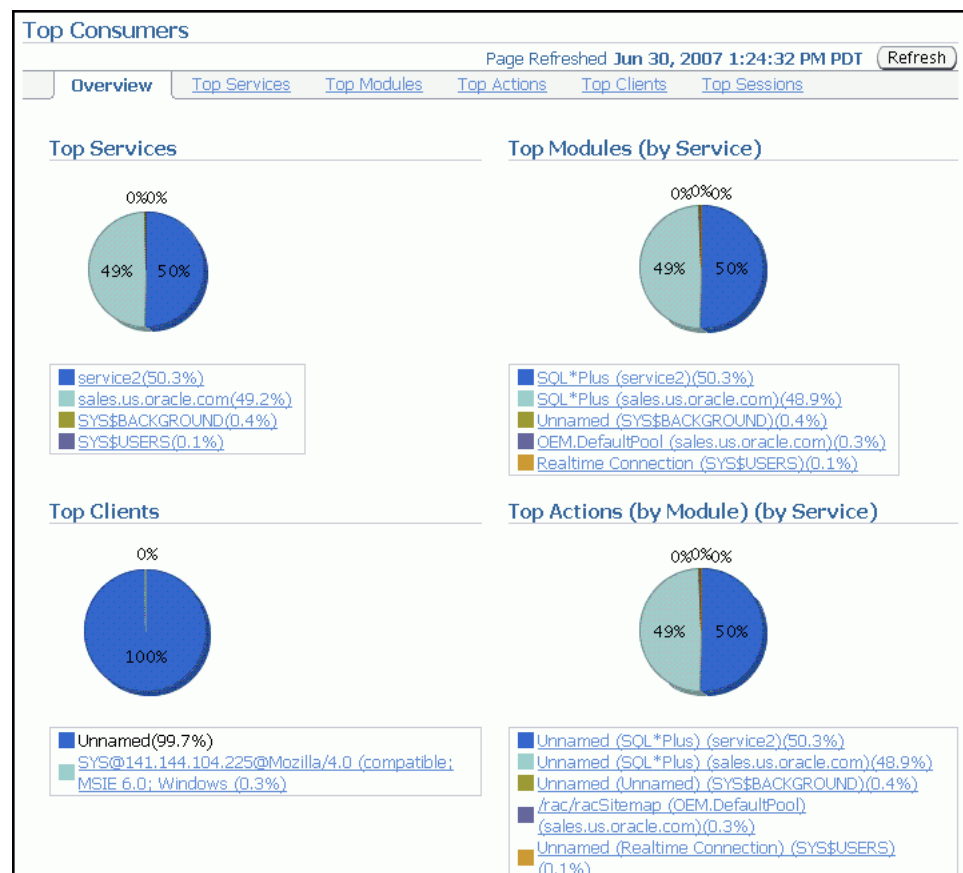 Top Consumers
Page Refreshed Jun 30, 2007 1:24:32 PM PDT Refresh
Overview Top Services Top Modules Top Actions Top Clients Top Sessions
Top Services
0%0%
49% 50%
service2(50.3%)
sales.us.oracle.com(49.2%)
SYS$BACKGROUND(0.4%)
SYS$USERS(0.1%)
Top Modules (by Service)
0%0%0%
49% 50%
SQL*Plus (service2)(50.3%)
SQL*Plus (sales.us.oracle.com)(48.9%)
Unnamed (SYS$BACKGROUND)(0.4%)
OEM.DefaultPool (sales.us.oracle.com)(0.3%)
Realtime Connection (SYS$USERS)(0.1%)
Top Clients
0%
100%
Unnamed(99.7%)
SYS@141.144.104.225@Mozilla/4.0 (compatible;
MSIE 6.0; Windows (0.3%)
Top Actions (by Module) (by Service)
0%0%0%
49% 50%
Unnamed (SQL*Plus) (service2)(50.3%)
Unnamed (SQL*Plus) (sales.us.oracle.com)(48.9%)
Unnamed (Unnamed) (SYS$BACKGROUND)(0.4%)
/rac/racSitemap (OEM.DefaultPool)
(sales.us.oracle.com)(0.3%)
Unnamed (Realtime Connection) (SYS$USERS)
(0.1%)